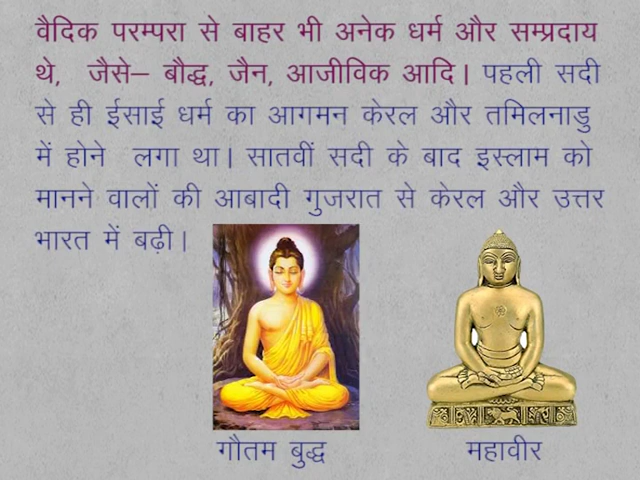 वैदिक परम्परा से बाहर भी अनेक धर्म और सम्प्रदाय
थे,  जैसे– बौद्ध, जैन, आजीविक आदि। पहली सदी
से ही ईसाई धर्म का आगमन केरल और तमिलनाडु
में होने  लगा था। सातवीं सदी के बाद इस्लाम को
मानने वालों की आबादी गुजरात से केरल और उत्तर
भारत में बढ़ी।
गौतम बुद्ध
महावीर